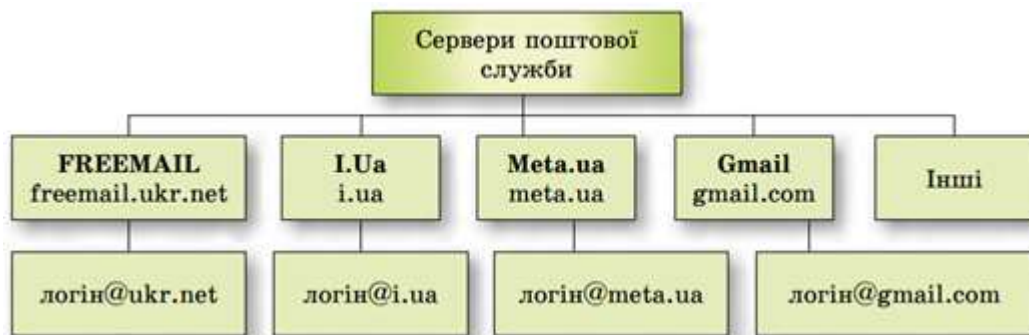 Сервери поштової
служби
FREEMAIL
freemail.ukr.net
I.Ua
i.ua
Meta.ua
meta.ua
Gmail
gmail.com
Інші
логін@ukr.net
логін@i.ua
логін@meta.ua
логін@gmail.com